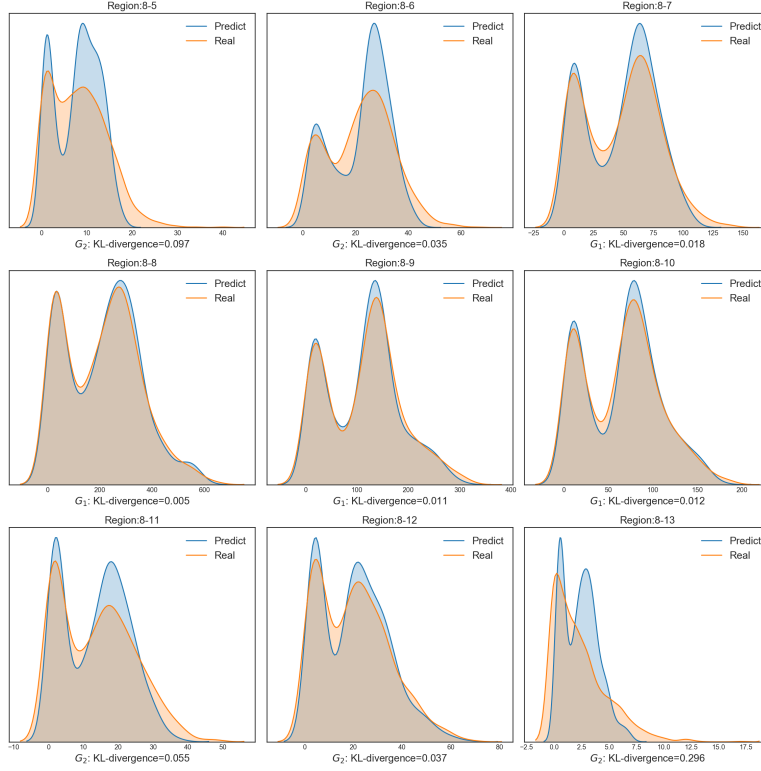 Region:8-5
Predict
Real
0 10 20 30 40
G₂: KL-divergence=0.097
Region:8-6
Predict
Real
0 20 40 60
G₂: KL-divergence=0.035
Region:8-7
Predict
Real
−25 0 25 50 75 100 125 150
G₁: KL-divergence=0.018
Region:8-8
Predict
Real
0 200 400 600
G₁: KL-divergence=0.005
Region:8-9
Predict
Real
0 100 200 300 400
G₁: KL-divergence=0.011
Region:8-10
Predict
Real
0 50 100 150 200
G₁: KL-divergence=0.012
Region:8-11
Predict
Real
−10 0 10 20 30 40 50
G₂: KL-divergence=0.055
Region:8-12
Predict
Real
0 20 40 60 80
G₂: KL-divergence=0.037
Region:8-13
Predict
Real
−2.5 0.0 2.5 5.0 7.5 10.0 12.5 15.0 17.5
G₂: KL-divergence=0.296